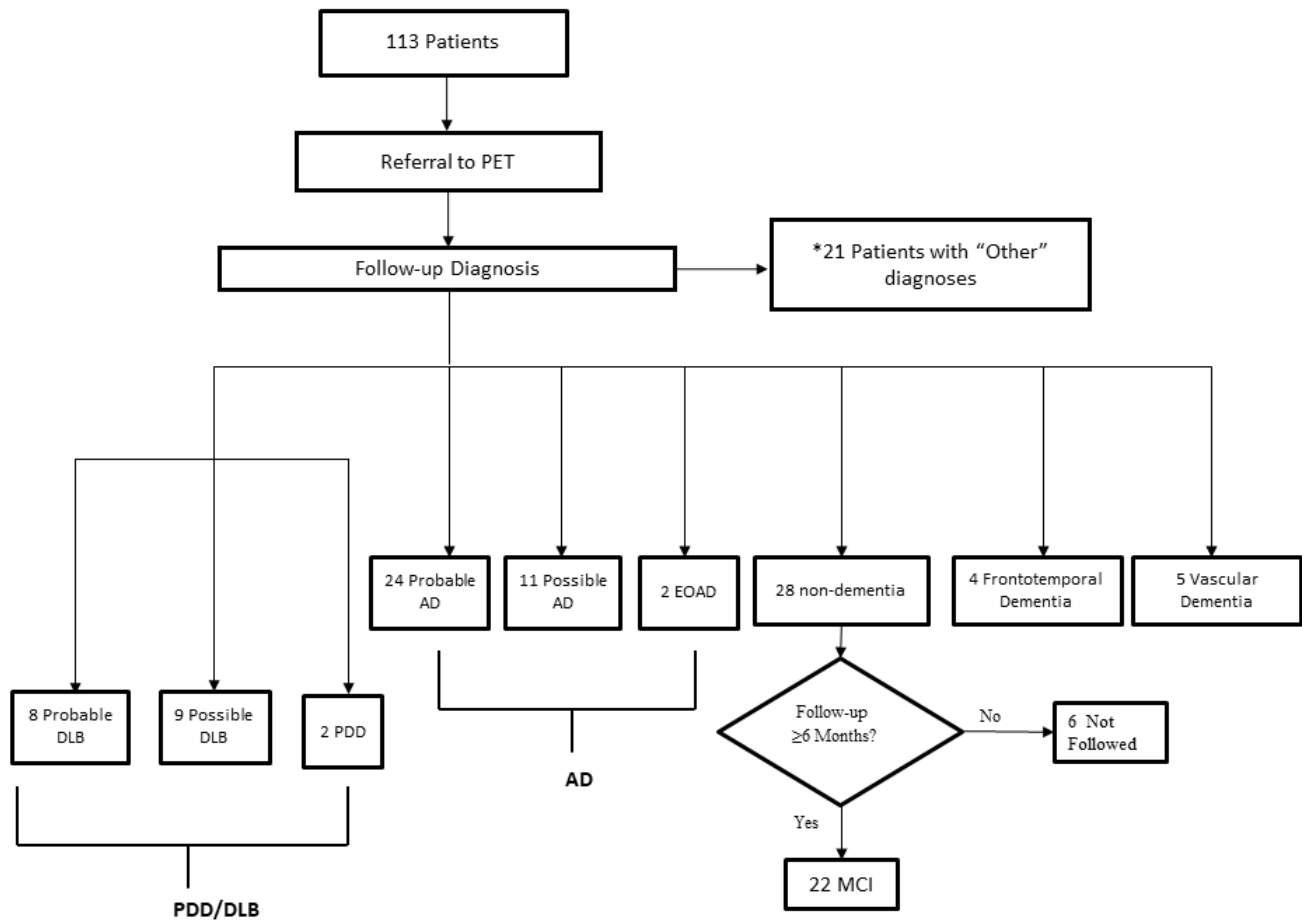 113 Patients
Referral to PET
Follow-up Diagnosis
*21 Patients with “Other”
diagnoses
24 Probable
AD
11 Possible
AD
2 EOAD
28 non-dementia
4 Frontotemporal
Dementia
5 Vascular
Dementia
8 Probable
DLB
9 Possible
DLB
2 PDD
Follow-up
≥6 Months?
No
6 Not
Followed
AD
Yes
22 MCI
PDD/DLB